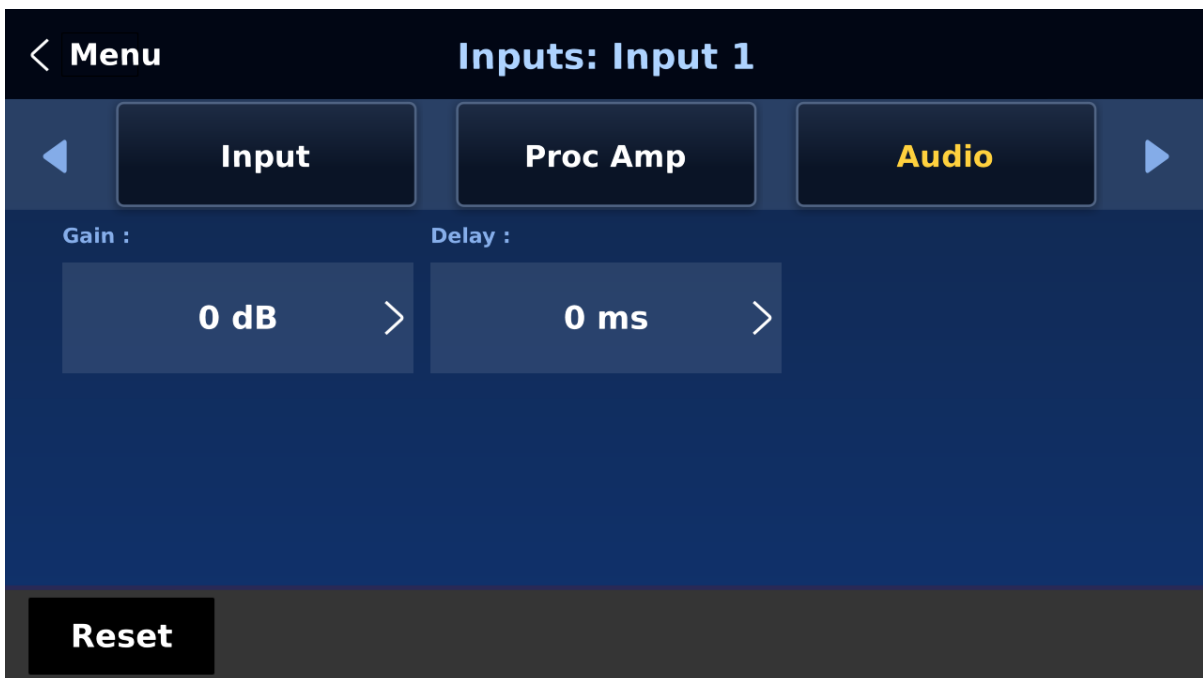 Menu
Inputs: Input 1
Input
Proc Amp
Audio
Gain :
Delay :
0 dB
0 ms
Reset